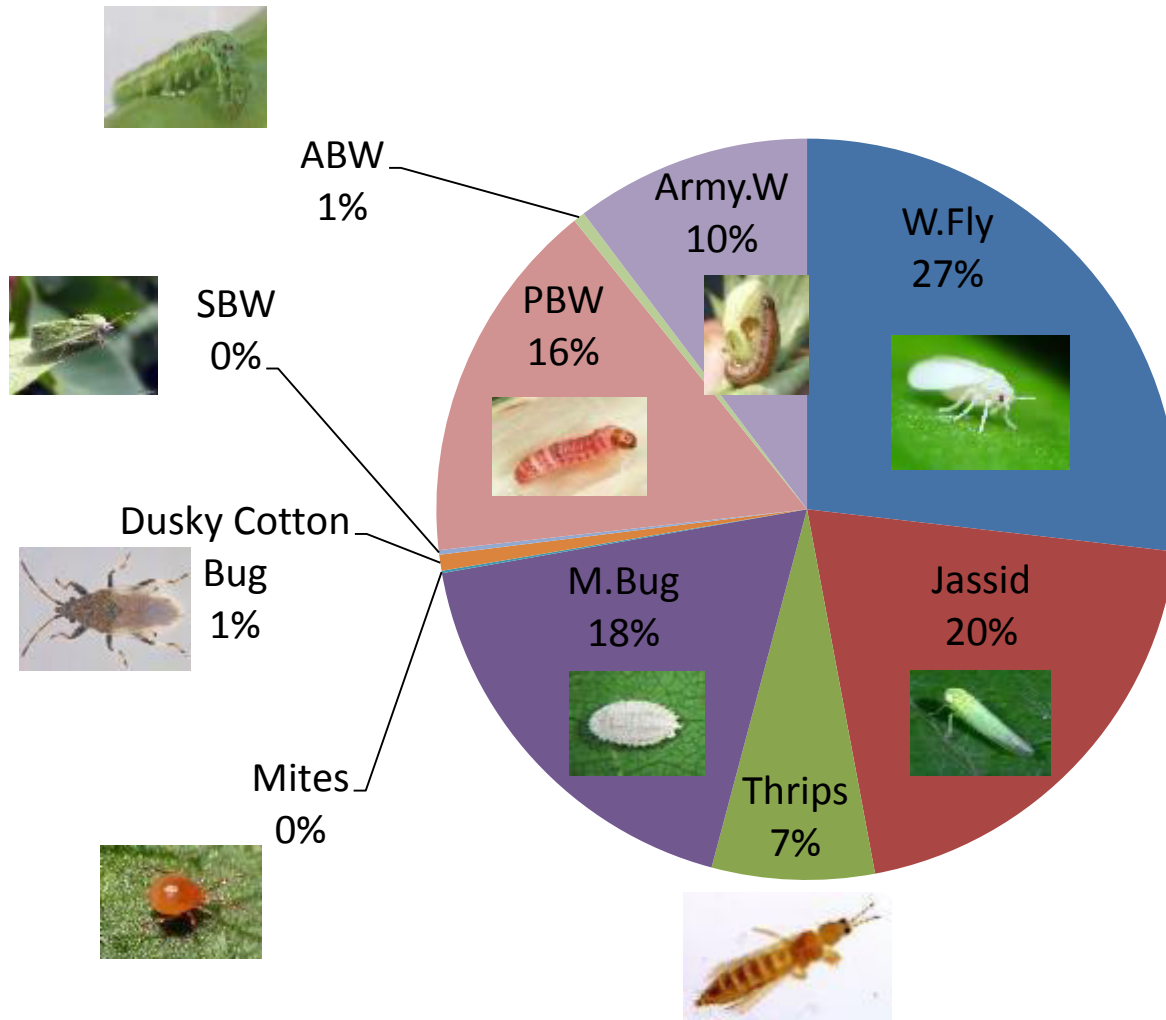 ABW
1%
Army.W
10%
W.Fly
27%
SBW
0%
PBW
16%
Dusky Cotton
Bug
1%
M.Bug
18%
Jassid
20%
Mites
0%
Thrips
7%